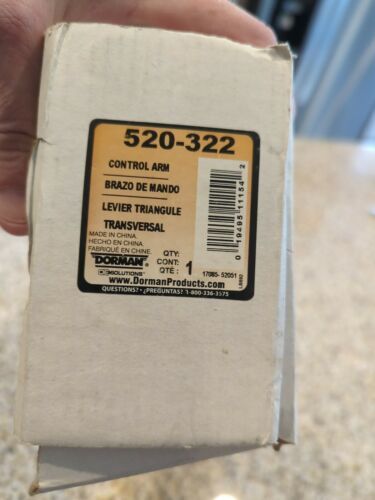 520-322
CONTROL ARM
BRAZO DE MANDO
LEVIER TRIANGULE
TRANSVERSAL
MADE IN CHINA.
HECHO EN CHINA.
FABRIQUÉ EN CHINE.
DORMAN®
OE SOLUTIONS™
QTY:
CONT:
QTÉ: 1
0 19495 11154 2
17085- 52051
www.DormanProducts.com
QUESTIONS? • ¿PREGUNTAS? 1-800-336-3575